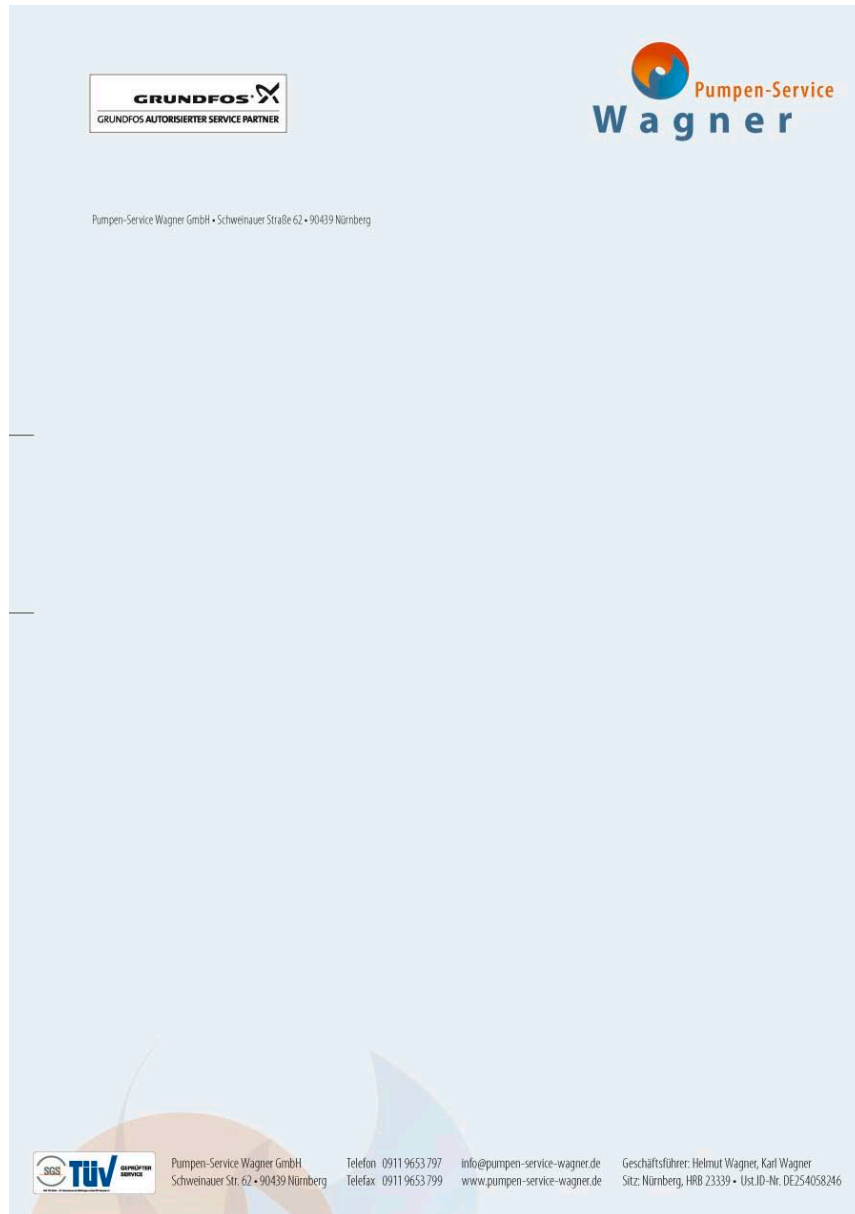 GRUNDFOS
GRUNDFOS AUTORISIERTER SERVICE PARTNER
Pumpen-Service
Wagner
Pumpen-Service Wagner GmbH • Schweinauer Straße 62 • 90439 Nürnberg
SGS TÜV GEPRÜFTER
SERVICE
Pumpen-Service Wagner GmbH
Schweinauer Str. 62 • 90439 Nürnberg
Telefon 0911 9653 797
Telefax 0911 9653 799
info@pumpen-service-wagner.de
www.pumpen-service-wagner.de
Geschäftsführer: Helmut Wagner, Karl Wagner
Sitz: Nürnberg, HRB 23339 • Ust.ID-Nr. DE254058246